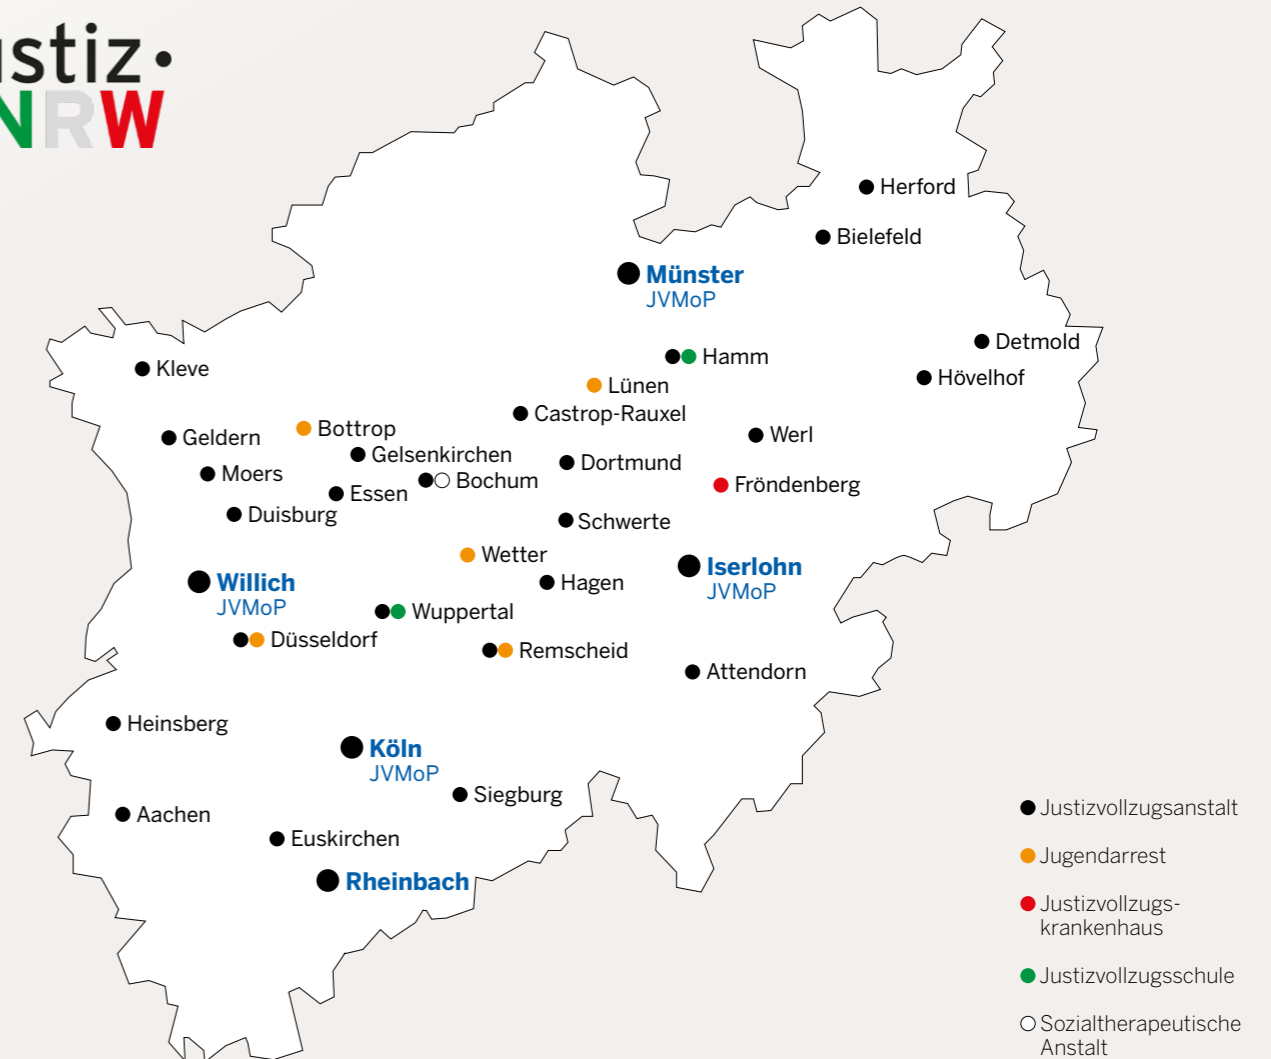 ustiz
NRW
Herford
Bielefeld
Münster
JVMoP
Detmold
Hamm
Kleve
Hövelhof
Lünen
Castrop-Rauxel
Bottrop
Werl
Geldern
Gelsenkirchen
Dortmund
Moers
Bochum
Fröndenberg
Essen
Duisburg
Schwerte
Wetter
Iserlohn
JVMoP
Willich
JVMoP
Hagen
Wuppertal
Düsseldorf
Remscheid
Attendorn
Heinsberg
Köln
JVMoP
Siegburg
Aachen
Euskirchen
Rheinbach
Justizvollzugsanstalt
Jugendarrest
Justizvollzugs-
krankenhaus
Justizvollzugsschule
Sozialtherapeutische
Anstalt